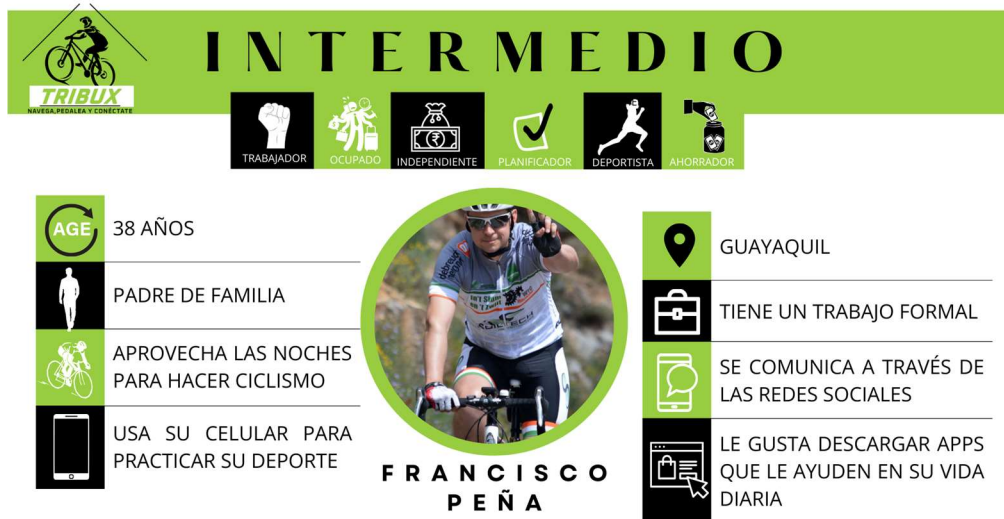 INTERMEDIO
TRIBUX
NAVEGA,PEDALEA Y CONÉCTATE
TRABAJADOR
OCUPADO
INDEPENDIENTE
PLANIFICADOR
DEPORTISTA
AHORRADOR
AGE
38 AÑOS
PADRE DE FAMILIA
APROVECHA LAS NOCHES
PARA HACER CICLISMO
USA SU CELULAR PARA
PRACTICAR SU DEPORTE
FRANCISCO
PEÑA
GUAYAQUIL
TIENE UN TRABAJO FORMAL
SE COMUNICA A TRAVÉS DE
LAS REDES SOCIALES
LE GUSTA DESCARGAR APPS
QUE LE AYUDEN EN SU VIDA
DIARIA